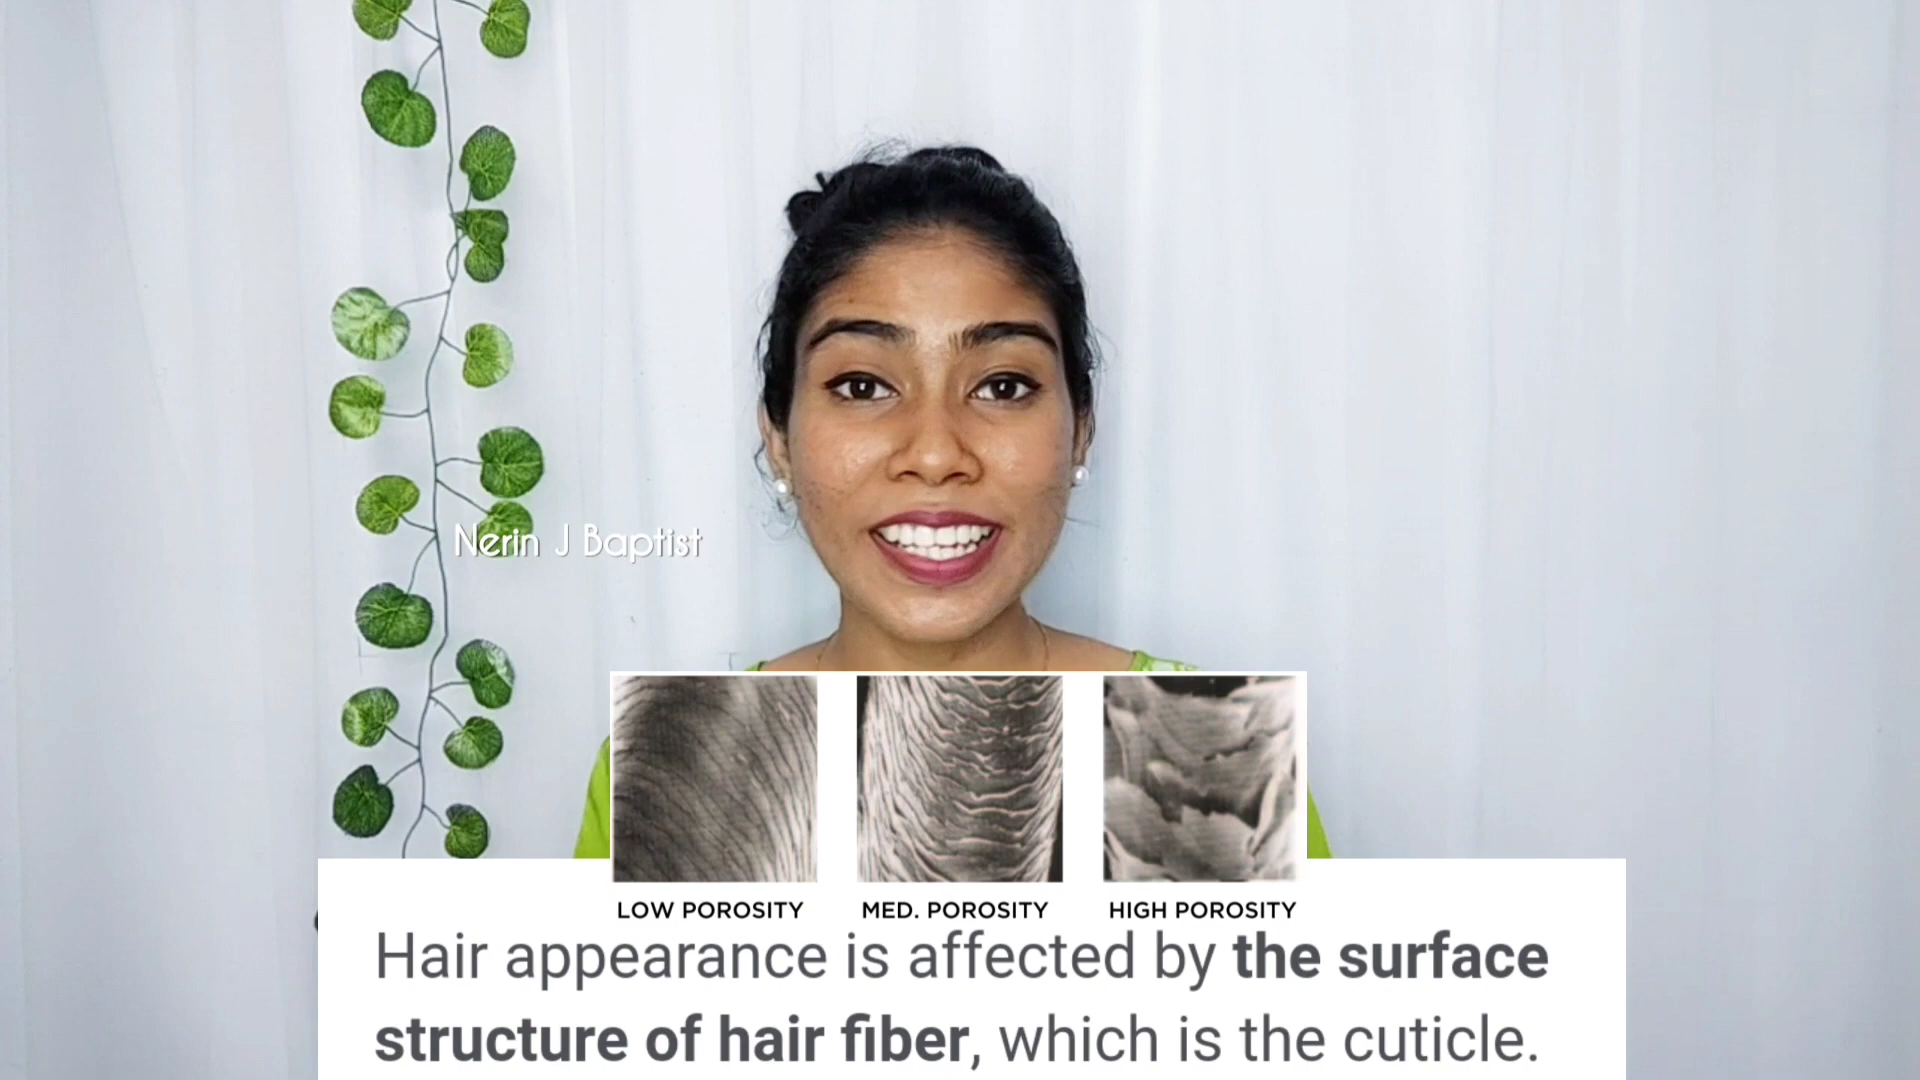 Nerin J Baptist
LOW POROSITY
MED. POROSITY
HIGH POROSITY
Hair appearance is affected by the surface
structure of hair fiber, which is the cuticle.